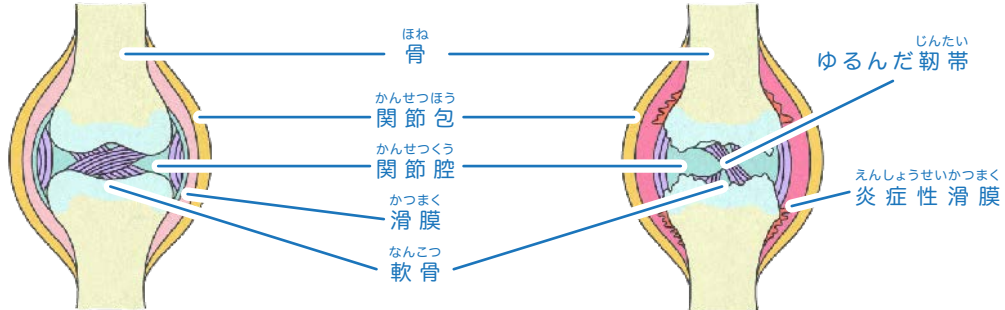 ほね
骨
かんせつほう
関節包
かんせつくう
関節腔
かつまく
滑膜
なんこつ
軟骨
じんたい
ゆるんだ靭帯
えんしょうせいかつまく
炎症性滑膜